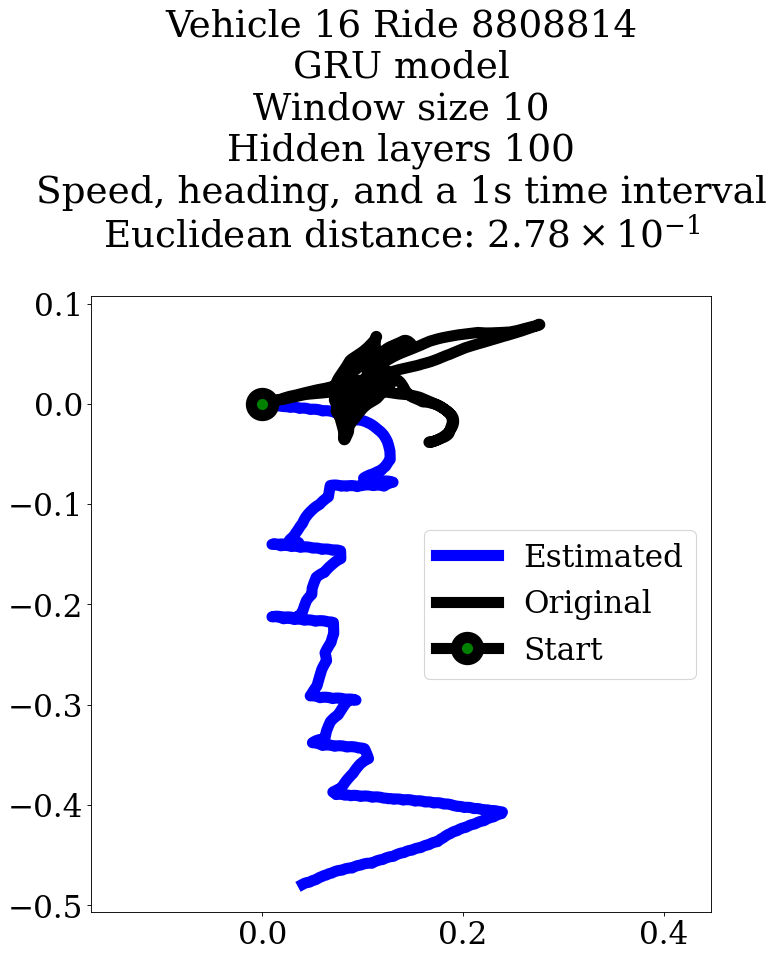 Vehicle 16 Ride 8808814
GRU model
Window size 10
Hidden layers 100
Speed, heading, and a 1s time interval
Euclidean distance: 2.78 × 10⁻¹
0.1
0.0
−0.1
−0.2
−0.3
−0.4
−0.5
Estimated
Original
Start
0.0 0.2 0.4